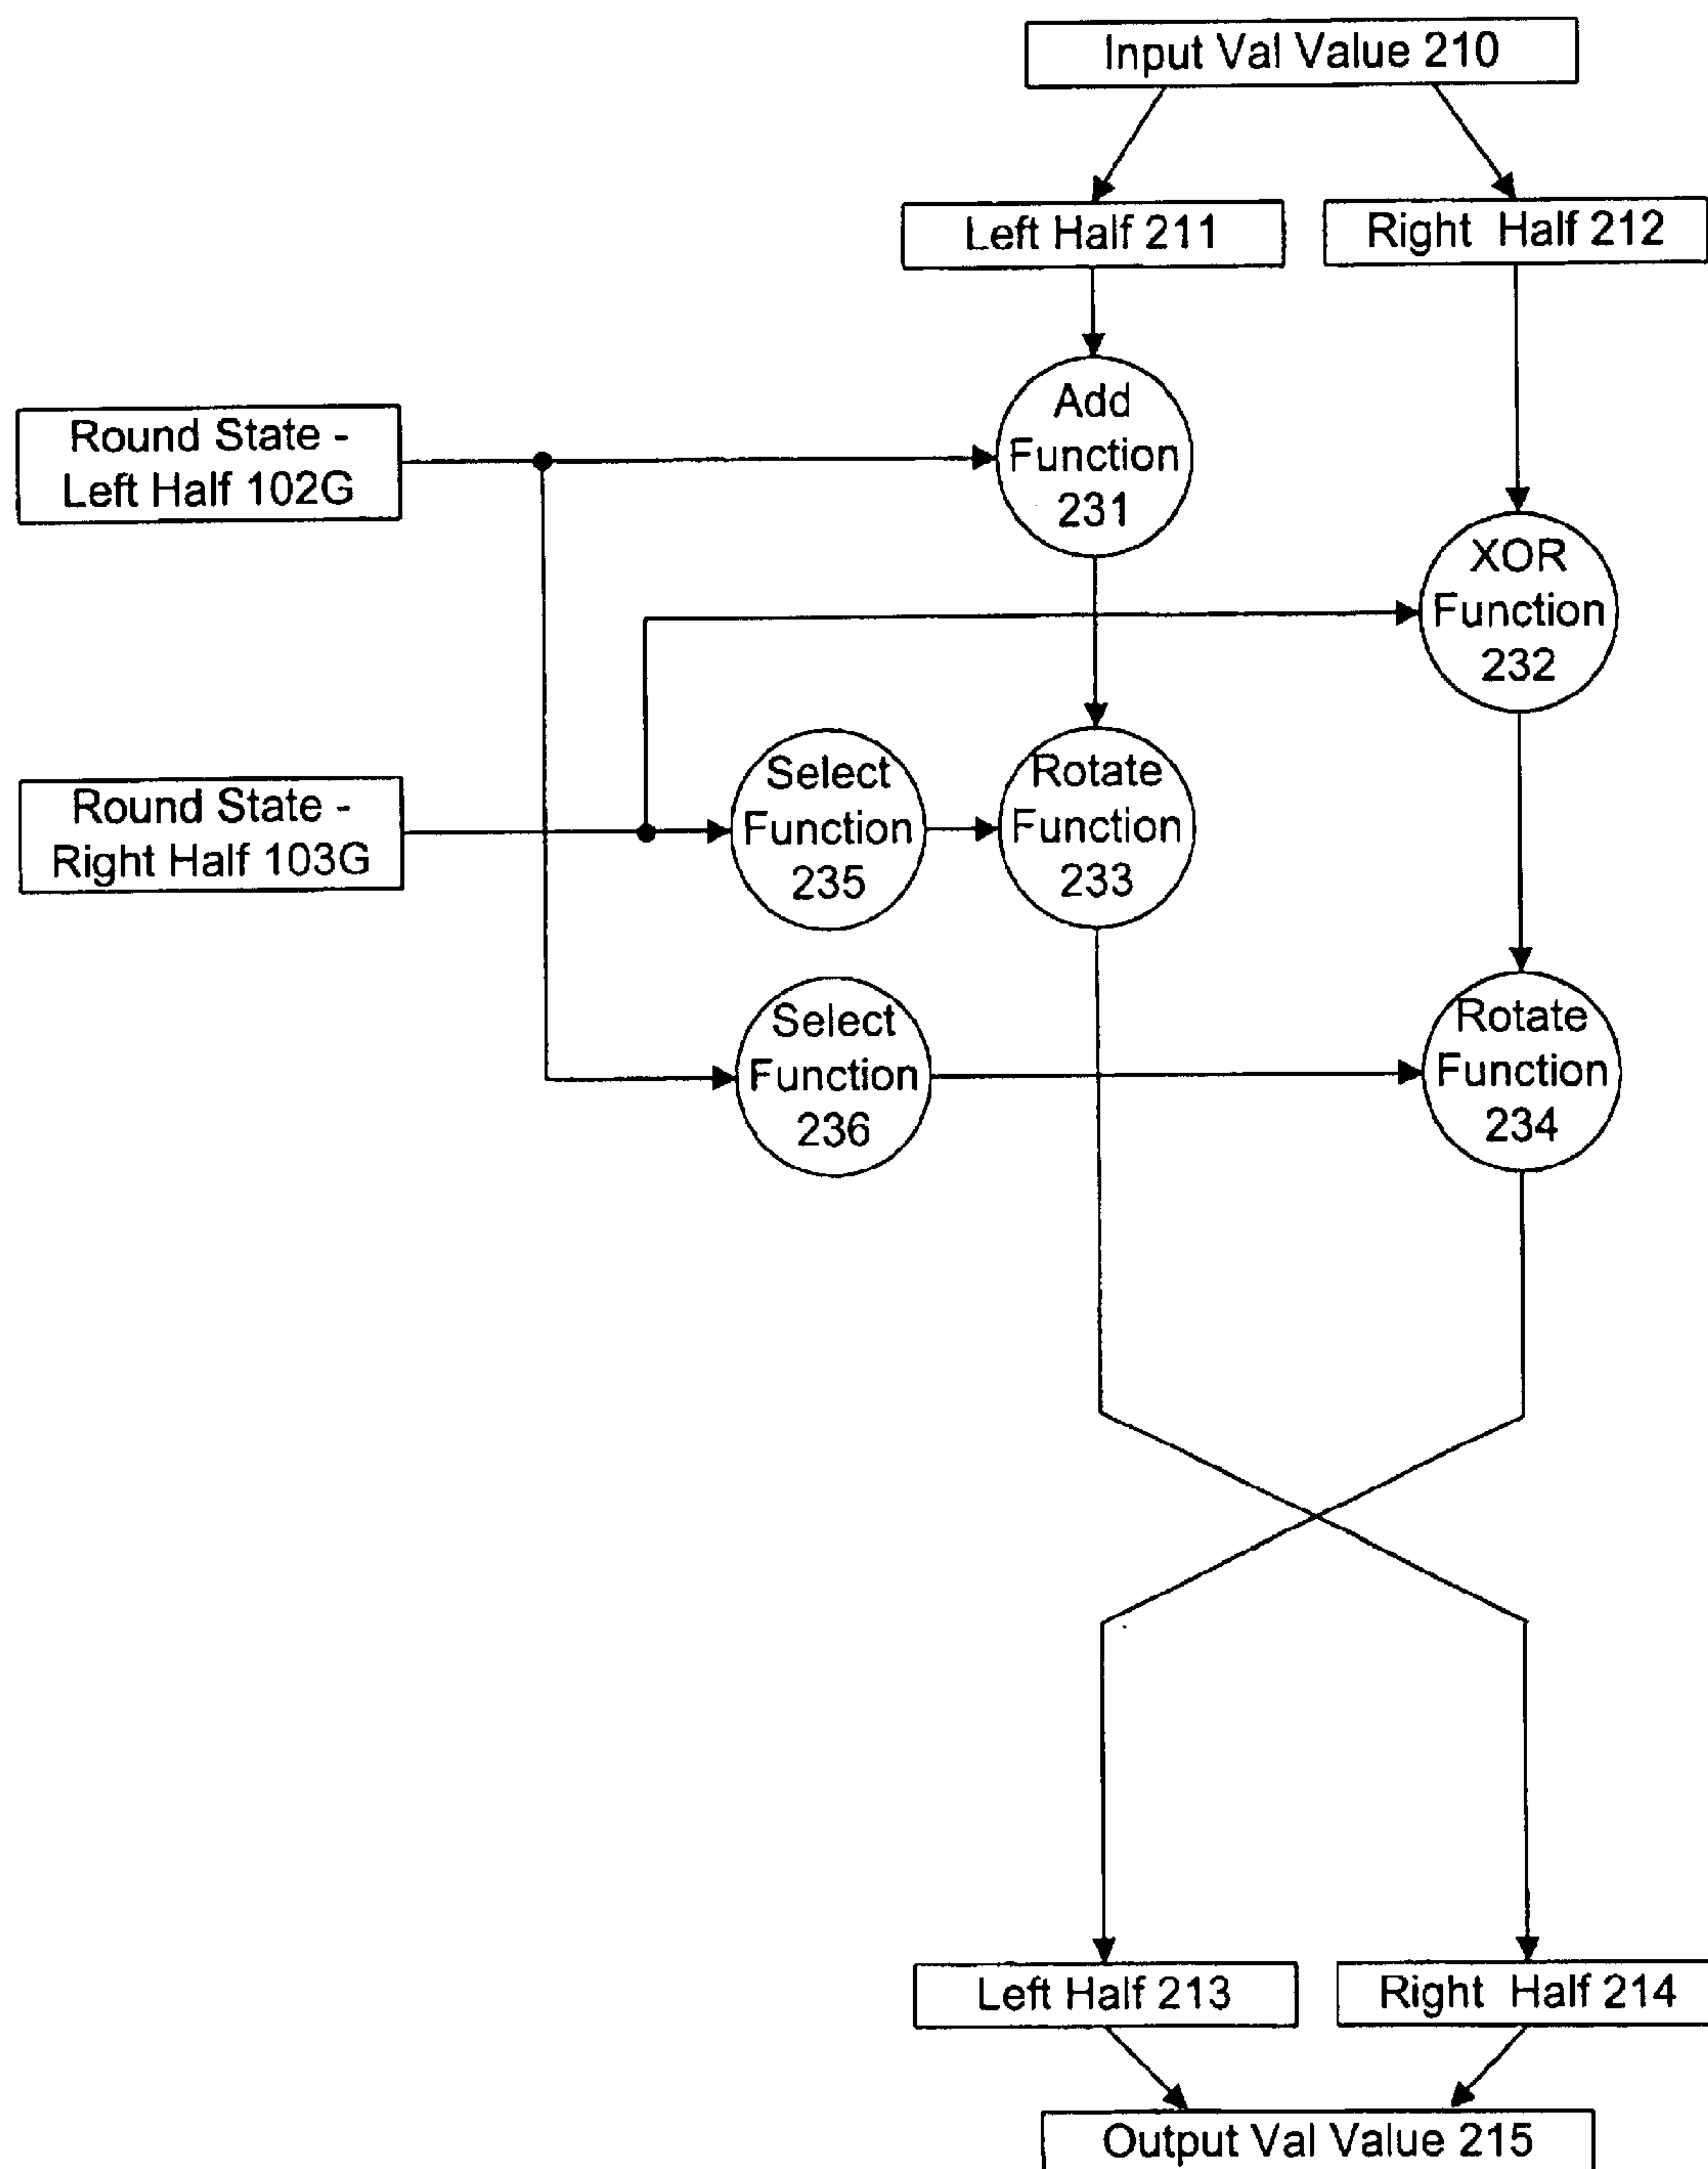 Input Val Value 210
Left Half 211
Right Half 212
Add
Function
231
Round State -
Left Half 102G
XOR
Function
232
Round State -
Right Half 103G
Select
Function
235
Rotate
Function
233
Select
Function
236
Rotate
Function
234
Left Half 213
Right Half 214
Output Val Value 215